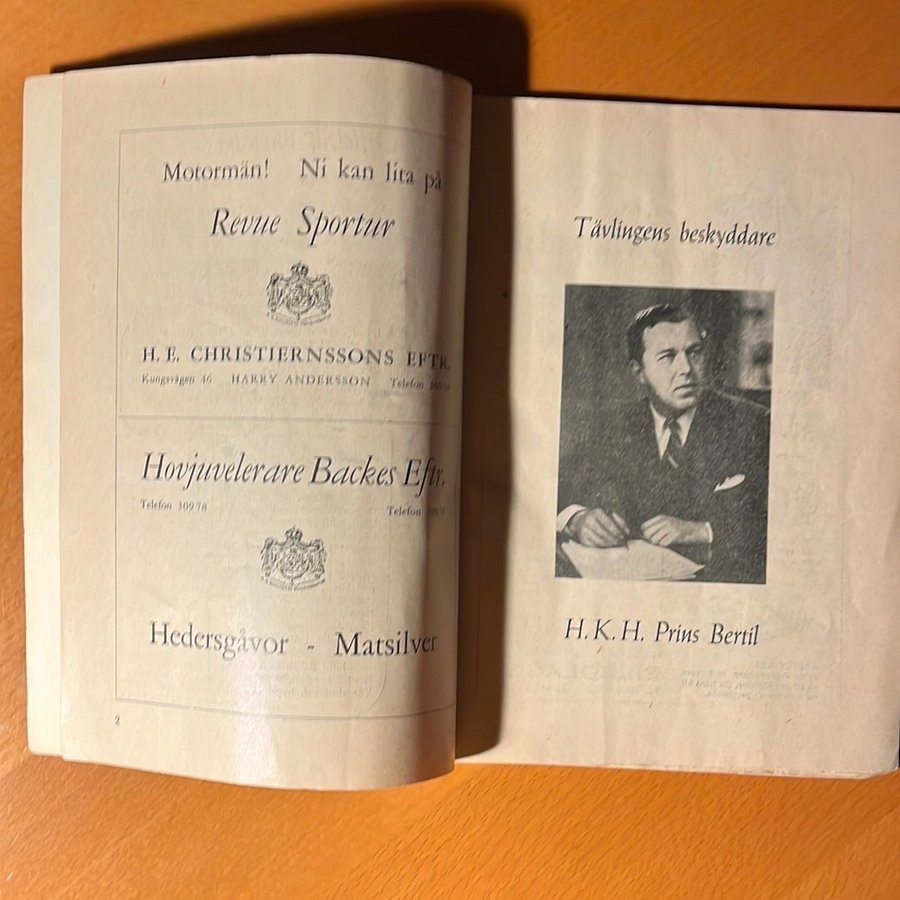 Motormän! Ni kan lita på
Revue Sportur
H. E. CHRISTIERNSSONS EFTR.
Kungsvägen 46 HARRY ANDERSSON Telefon
Hovjuvelerare Backes Eftr.
Telefon 309 78 Telefon
Hedersgåvor - Matsilver
2
Tävlingens beskyddare
H. K. H. Prins Bertil